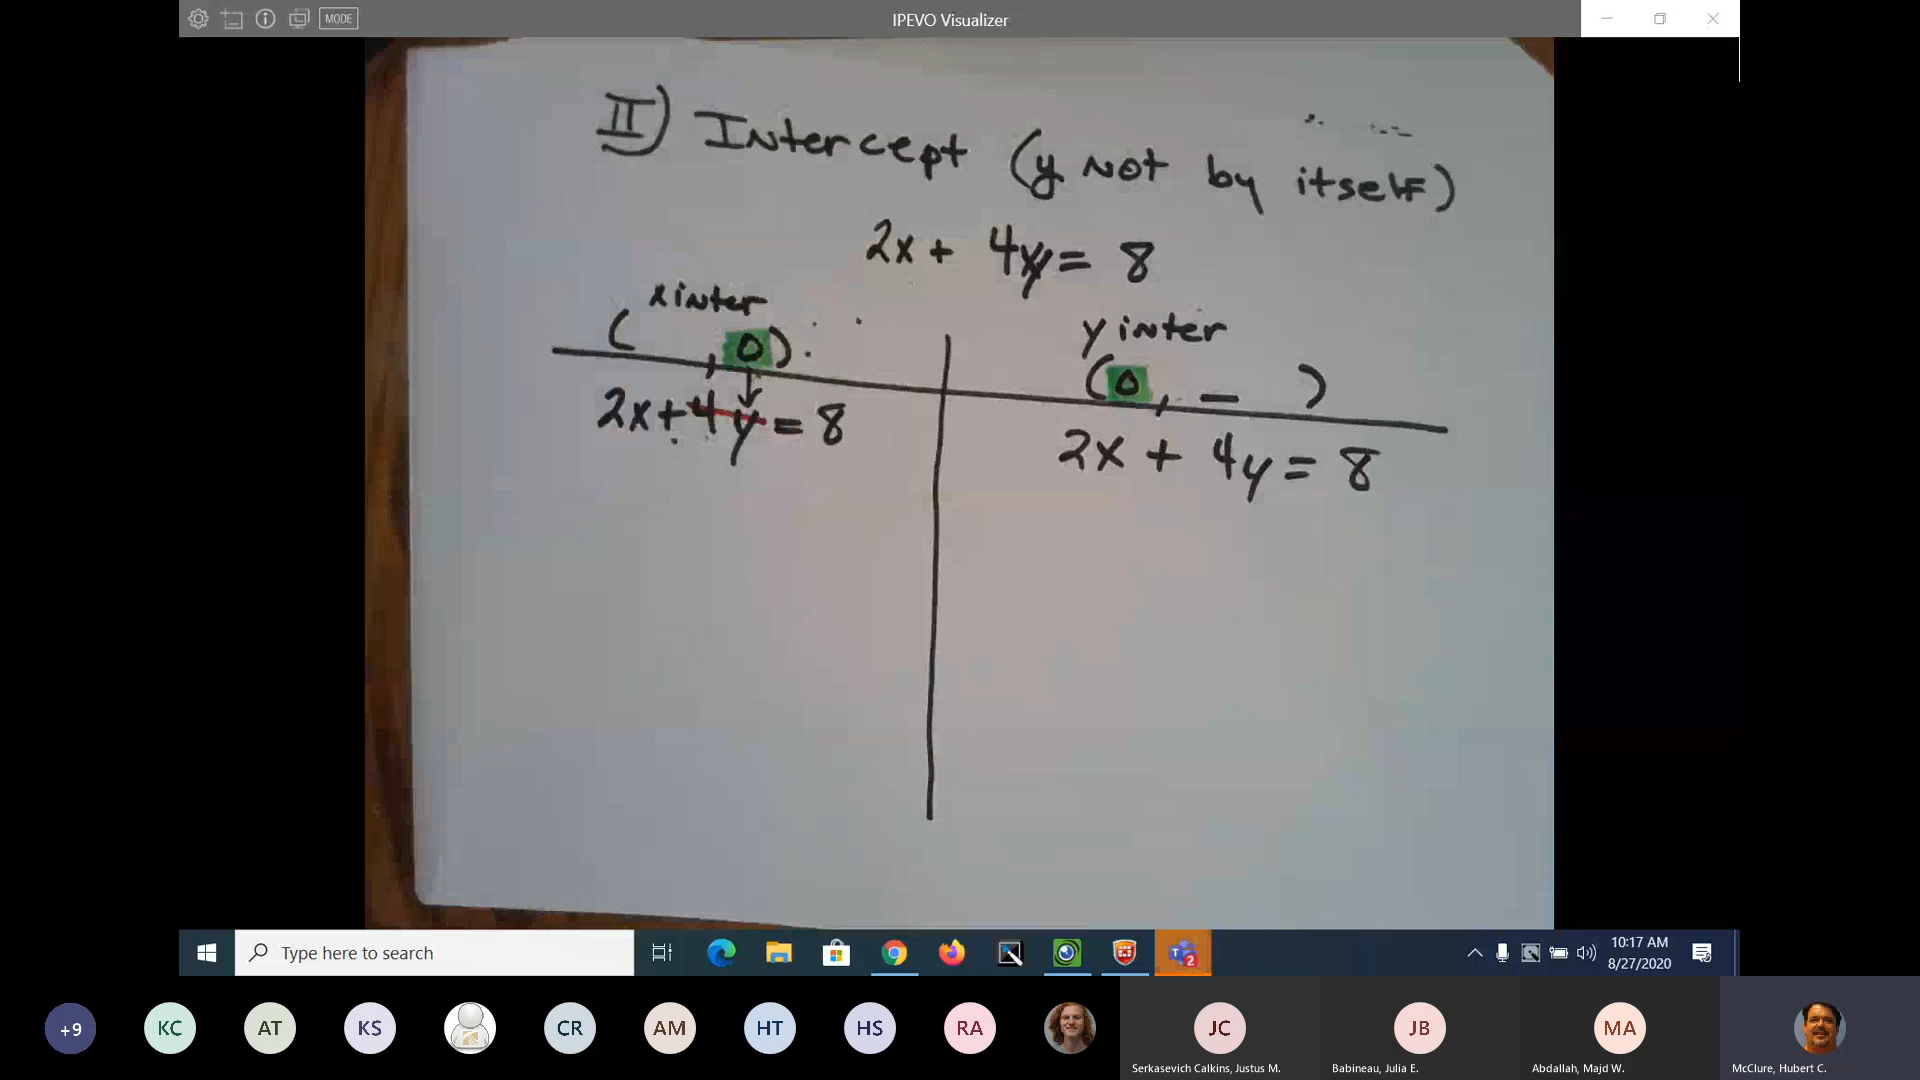 MODE
IPEVO Visualizer
II) Intercept (y not by itself)
2x + 4y = 8
x inter
( , 0)
y inter
(0, _ )
2x + 4y = 8
2x + 4y = 8
Type here to search
2
10:17 AM
8/27/2020
+9
KC
AT
KS
CR
AM
HT
HS
RA
JC
JB
MA
Serkasevich Calkins, Justus M.
Babineau, Julia E.
Abdallah, Majd W.
McClure, Hubert C.